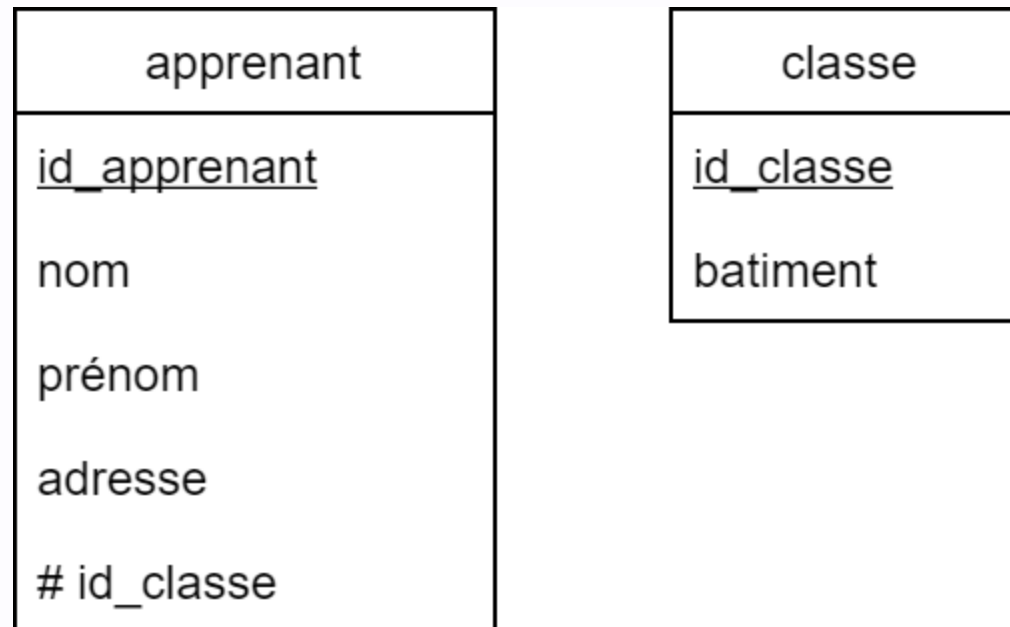 apprenant
id_apprenant
nom
prénom
adresse
# id_classe
classe
id_classe
batiment